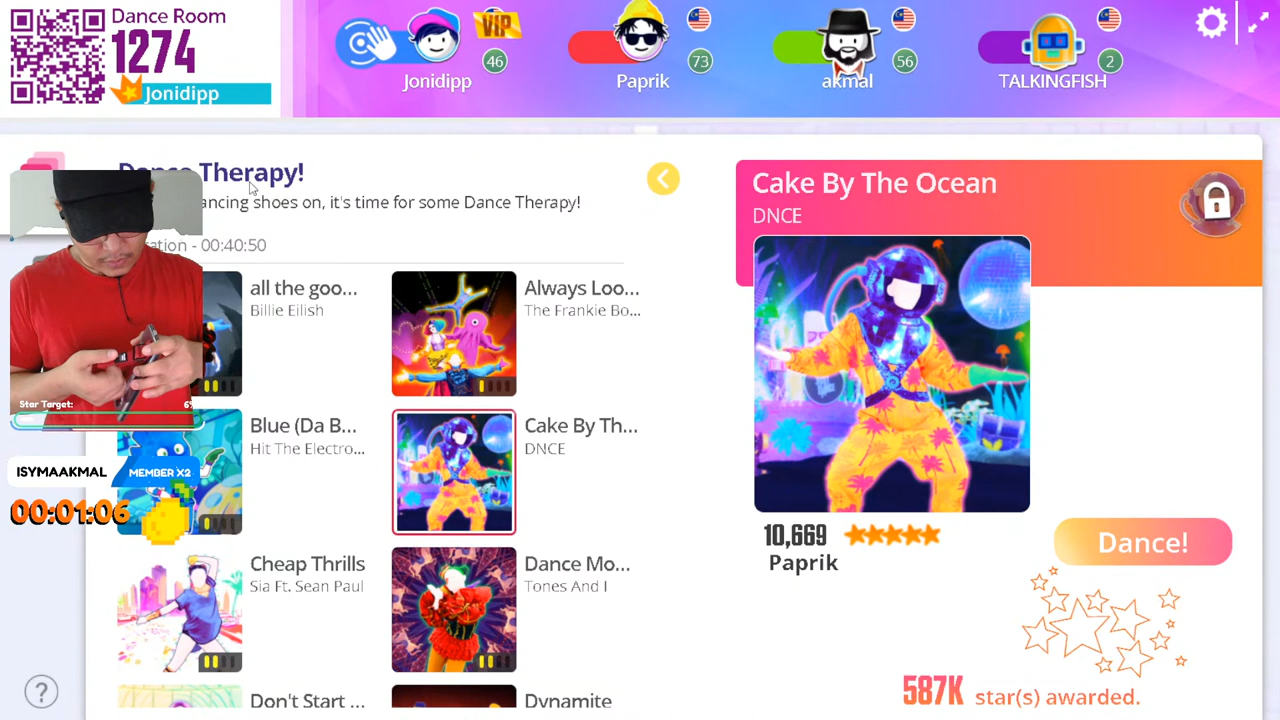 Dance Room
1274
Jonidipp
VIP
46
Jonidipp
73
Paprik
56
akmal
2
TALKINGFISH
Dance Therapy!
ancing shoes on, it's time for some Dance Therapy!
ation - 00:40:50
all the goo...
Billie Eilish
Always Loo...
The Frankie Bo...
Blue (Da B...
Hit The Electro...
Cake By Th...
DNCE
Cheap Thrills
Sia Ft. Sean Paul
Dance Mo...
Tones And I
Don't Start ...
Dynamite
Star Target:
ISYMAAKMAL
MEMBER X2
00:01:06
?
Cake By The Ocean
DNCE
10,669
Paprik
Dance!
587K star(s) awarded.